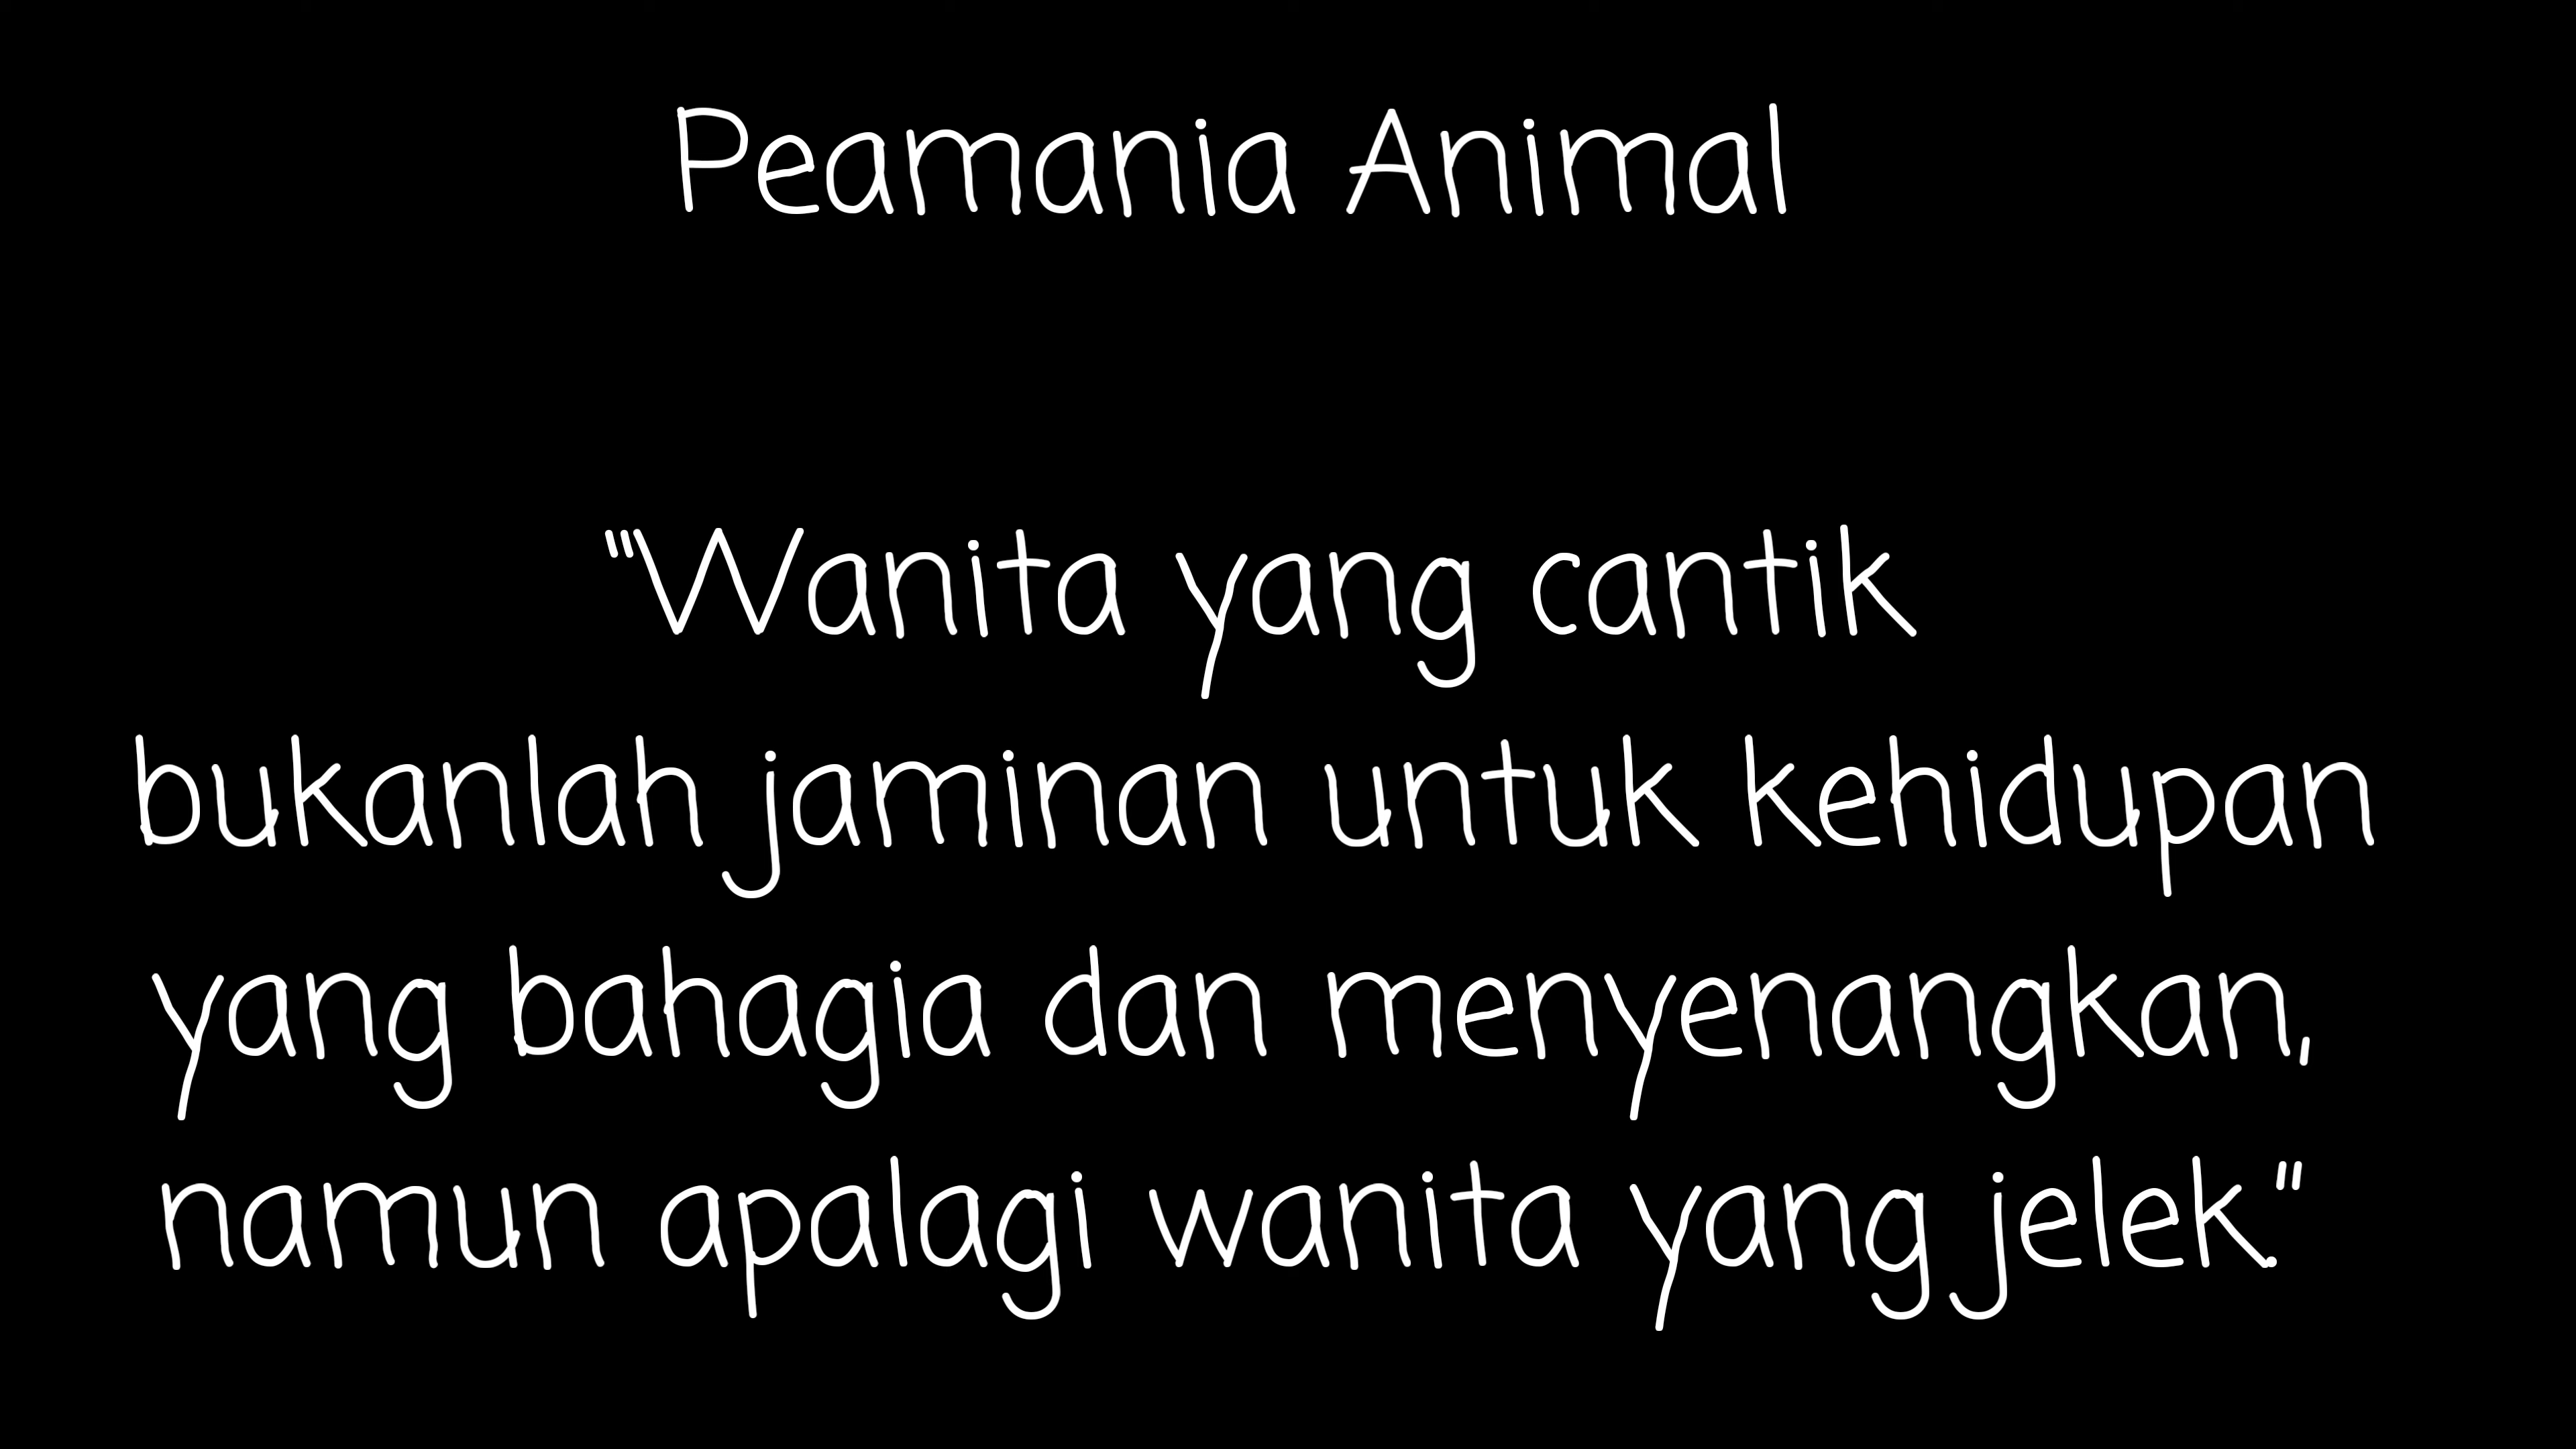 Peamania Animal
"Wanita yang cantik
bukanlah jaminan untuk kehidupan
yang bahagia dan menyenangkan,
namun apalagi wanita yang jelek."